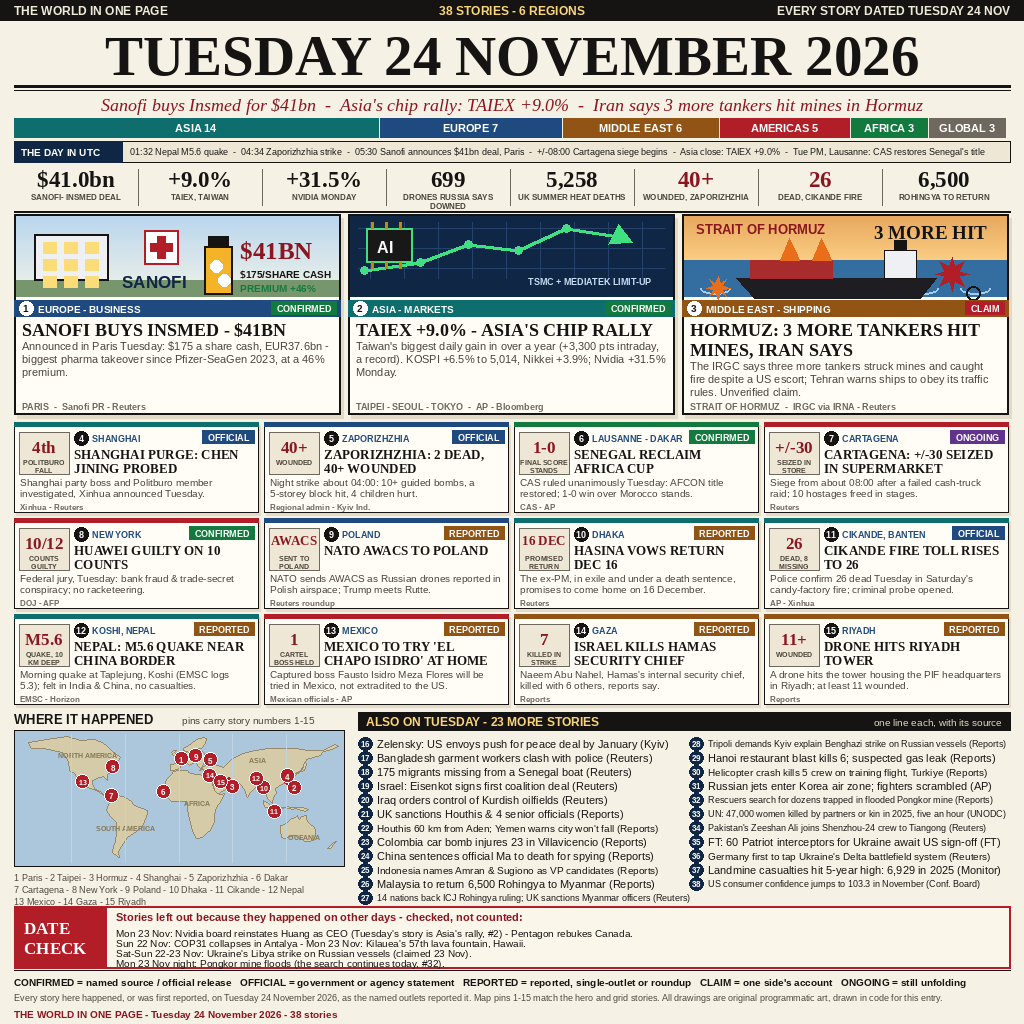 THE WORLD IN ONE PAGE
38 STORIES - 6 REGIONS
EVERY STORY DATED TUESDAY 24 NOV
TUESDAY 24 NOVEMBER 2026
Sanofi buys Insmed for $41bn - Asia's chip rally: TAIEX +9.0% - Iran says 3 more tankers hit mines in Hormuz
ASIA 14
EUROPE 7
MIDDLE EAST 6
AMERICAS 5
AFRICA 3
GLOBAL 3
THE DAY IN UTC
01:32 Nepal M5.6 quake - 04:34 Zaporizhzhia strike - 05:30 Sanofi announces $41bn deal, Paris - +/-08:00 Cartagena siege begins - Asia close: TAIEX +9.0% - Tue PM, Lausanne: CAS restores Senegal's title
$41.0bn
SANOFI- INSMED DEAL
+9.0%
TAIEX, TAIWAN
+31.5%
NVIDIA MONDAY
699
DRONES RUSSIA SAYS
DOWNED
5,258
UK SUMMER HEAT DEATHS
40+
WOUNDED, ZAPORIZHZHIA
26
DEAD, CIKANDE FIRE
6,500
ROHINGYA TO RETURN
SANOFI
$41BN
$175/SHARE CASH
PREMIUM +46%
1 EUROPE - BUSINESS
CONFIRMED
SANOFI BUYS INSMED - $41BN
Announced in Paris Tuesday: $175 a share cash, EUR37.6bn -
biggest pharma takeover since Pfizer-SeaGen 2023, at a 46%
premium.
PARIS - Sanofi PR - Reuters
AI
TSMC + MEDIATEK LIMIT-UP
2 ASIA - MARKETS
CONFIRMED
TAIEX +9.0% - ASIA'S CHIP RALLY
Taiwan's biggest daily gain in over a year (+3,300 pts intraday,
a record). KOSPI +6.5% to 5,014, Nikkei +3.9%; Nvidia +31.5%
Monday.
TAIPEI - SEOUL - TOKYO - AP - Bloomberg
STRAIT OF HORMUZ
3 MORE HIT
3 MIDDLE EAST - SHIPPING
CLAIM
HORMUZ: 3 MORE TANKERS HIT
MINES, IRAN SAYS
The IRGC says three more tankers struck mines and caught
fire despite a US escort; Tehran warns ships to obey its traffic
rules. Unverified claim.
STRAIT OF HORMUZ - IRGC via IRNA - Reuters
4th
POLITBURO
FALL
4 SHANGHAI
OFFICIAL
SHANGHAI PURGE: CHEN
JINING PROBED
Shanghai party boss and Politburo member
investigated, Xinhua announced Tuesday.
Xinhua - Reuters
40+
WOUNDED
5 ZAPORIZHZHIA
OFFICIAL
ZAPORIZHZHIA: 2 DEAD,
40+ WOUNDED
Night strike about 04:00: 10+ guided bombs, a
5-storey block hit, 4 children hurt.
Regional admin - Kyiv Ind.
1-0
FINAL SCORE
STANDS
6 LAUSANNE - DAKAR
CONFIRMED
SENEGAL RECLAIM
AFRICA CUP
CAS ruled unanimously Tuesday: AFCON title
restored; 1-0 win over Morocco stands.
CAS - AP
+/-30
SEIZED IN
STORE
7 CARTAGENA
ONGOING
CARTAGENA: +/-30 SEIZED
IN SUPERMARKET
Siege from about 08:00 after a failed cash-truck
raid; 10 hostages freed in stages.
Reuters
10/12
COUNTS
GUILTY
8 NEW YORK
CONFIRMED
HUAWEI GUILTY ON 10
COUNTS
Federal jury, Tuesday: bank fraud & trade-secret
conspiracy; no racketeering.
DOJ - AFP
AWACS
SENT TO
POLAND
9 POLAND
REPORTED
NATO AWACS TO POLAND
NATO sends AWACS as Russian drones reported in
Polish airspace; Trump meets Rutte.
Reuters roundup
16 DEC
PROMISED
RETURN
10 DHAKA
REPORTED
HASINA VOWS RETURN
DEC 16
The ex-PM, in exile and under a death sentence,
promises to come home on 16 December.
Reuters
26
DEAD, 8
MISSING
11 CIKANDE, BANTEN
OFFICIAL
CIKANDE FIRE TOLL RISES
TO 26
Police confirm 26 dead Tuesday in Saturday's
candy-factory fire; criminal probe opened.
AP - Xinhua
M5.6
QUAKE, 10
KM DEEP
12 KOSHI, NEPAL
REPORTED
NEPAL: M5.6 QUAKE NEAR
CHINA BORDER
Morning quake at Taplejung, Koshi (EMSC logs
5.3); felt in India & China, no casualties.
EMSC - Horizon
1
CARTEL
BOSS HELD
13 MEXICO
REPORTED
MEXICO TO TRY 'EL
CHAPO ISIDRO' AT HOME
Captured boss Fausto Isidro Meza Flores will be
tried in Mexico, not extradited to the US.
Mexican officials - AP
7
KILLED IN
STRIKE
14 GAZA
REPORTED
ISRAEL KILLS HAMAS
SECURITY CHIEF
Naeem Abu Nahel, Hamas's internal security chief,
killed with 6 others, reports say.
Reports
11+
WOUNDED
15 RIYADH
REPORTED
DRONE HITS RIYADH
TOWER
A drone hits the tower housing the PIF headquarters
in Riyadh; at least 11 wounded.
Reports
WHERE IT HAPPENED
pins carry story numbers 1-15
NORTH AMERICA
SOUTH AMERICA
AFRICA
ASIA
OCEANIA
1
9
5
8
13
7
6
14
15
3
12
10
4
2
11
1 Paris - 2 Taipei - 3 Hormuz - 4 Shanghai - 5 Zaporizhzhia - 6 Dakar
7 Cartagena - 8 New York - 9 Poland - 10 Dhaka - 11 Cikande - 12 Nepal
13 Mexico - 14 Gaza - 15 Riyadh
ALSO ON TUESDAY - 23 MORE STORIES
one line each, with its source
16 Zelensky: US envoys push for peace deal by January (Kyiv)
17 Bangladesh garment workers clash with police (Reuters)
18 175 migrants missing from a Senegal boat (Reuters)
19 Israel: Eisenkot signs first coalition deal (Reuters)
20 Iraq orders control of Kurdish oilfields (Reuters)
21 UK sanctions Houthis & 4 senior officials (Reports)
22 Houthis 60 km from Aden; Yemen warns city won't fall (Reports)
23 Colombia car bomb injures 23 in Villavicencio (Reports)
24 China sentences official Ma to death for spying (Reports)
25 Indonesia names Amran & Sugiono as VP candidates (Reports)
26 Malaysia to return 6,500 Rohingya to Myanmar (Reports)
27 14 nations back ICJ Rohingya ruling; UK sanctions Myanmar officers (Reuters)
28 Tripoli demands Kyiv explain Benghazi strike on Russian vessels (Reports)
29 Hanoi restaurant blast kills 6; suspected gas leak (Reports)
30 Helicopter crash kills 5 crew on training flight, Turkiye (Reports)
31 Russian jets enter Korea air zone; fighters scrambled (AP)
32 Rescuers search for dozens trapped in flooded Pongkor mine (Reports)
33 UN: 47,000 women killed by partners or kin in 2025, five an hour (UNODC)
34 Pakistan's Zeeshan Ali joins Shenzhou-24 crew to Tiangong (Reuters)
35 FT: 60 Patriot interceptors for Ukraine await US sign-off (FT)
36 Germany first to tap Ukraine's Delta battlefield system (Reuters)
37 Landmine casualties hit 5-year high: 6,929 in 2025 (Monitor)
38 US consumer confidence jumps to 103.3 in November (Conf. Board)
DATE
CHECK
Stories left out because they happened on other days - checked, not counted:
Mon 23 Nov: Nvidia board reinstates Huang as CEO (Tuesday's story is Asia's rally, #2) - Pentagon rebukes Canada.
Sun 22 Nov: COP31 collapses in Antalya - Mon 23 Nov: Kilauea's 57th lava fountain, Hawaii.
Sat-Sun 22-23 Nov: Ukraine's Libya strike on Russian vessels (claimed 23 Nov).
Mon 23 Nov night: Pongkor mine floods (the search continues today, #32).
CONFIRMED = named source / official release OFFICIAL = government or agency statement REPORTED = reported, single-outlet or roundup CLAIM = one side's account ONGOING = still unfolding
Every story here happened, or was first reported, on Tuesday 24 November 2026, as the named outlets reported it. Map pins 1-15 match the hero and grid stories. All drawings are original programmatic art, drawn in code for this entry.
THE WORLD IN ONE PAGE - Tuesday 24 November 2026 - 38 stories